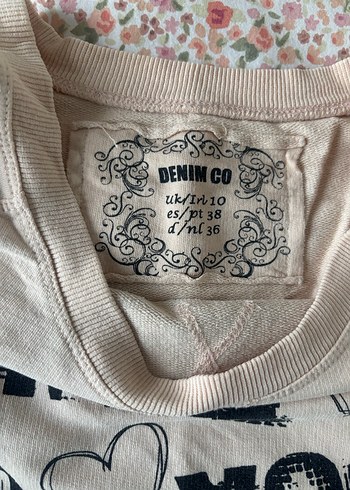 DENIM CO
Uk/Irl 10
es/pt 38
d/nl 36